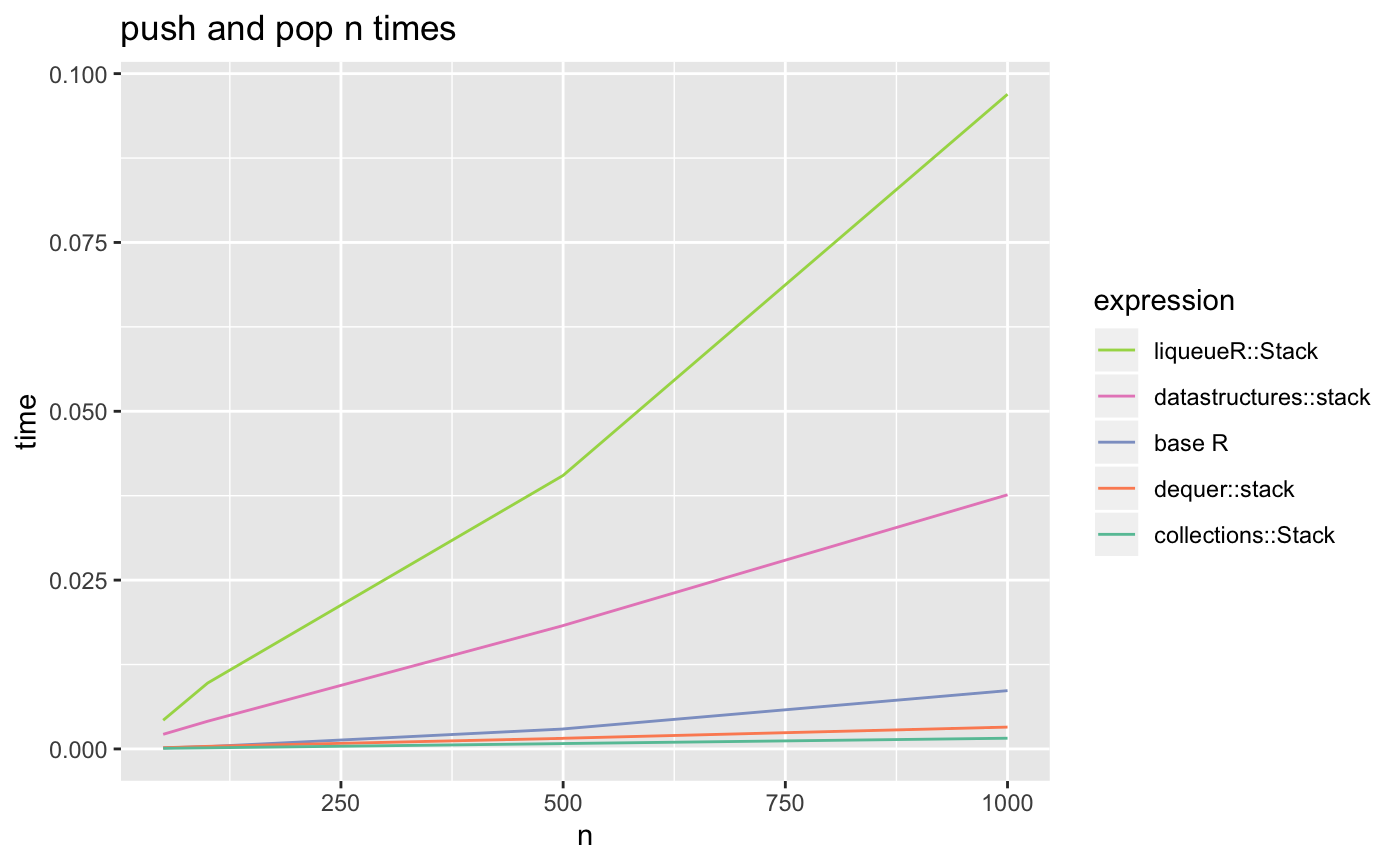 push and pop n times
0.100
0.075
0.050
0.025
0.000
time
250 500 750 1000
n
expression
liqueueR::Stack
datastructures::stack
base R
dequer::stack
collections::Stack